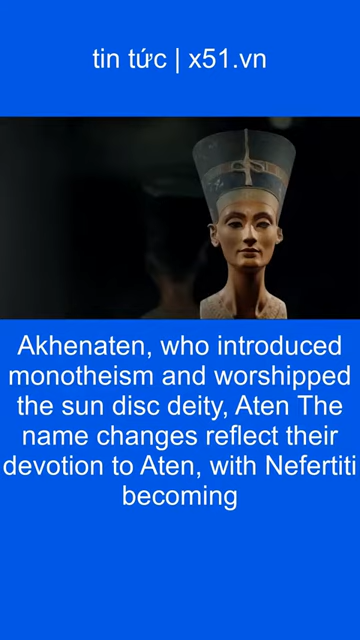 tin tức | x51.vn
Akhenaten, who introduced
monotheism and worshipped
the sun disc deity, Aten The
name changes reflect their
devotion to Aten, with Nefertiti
becoming